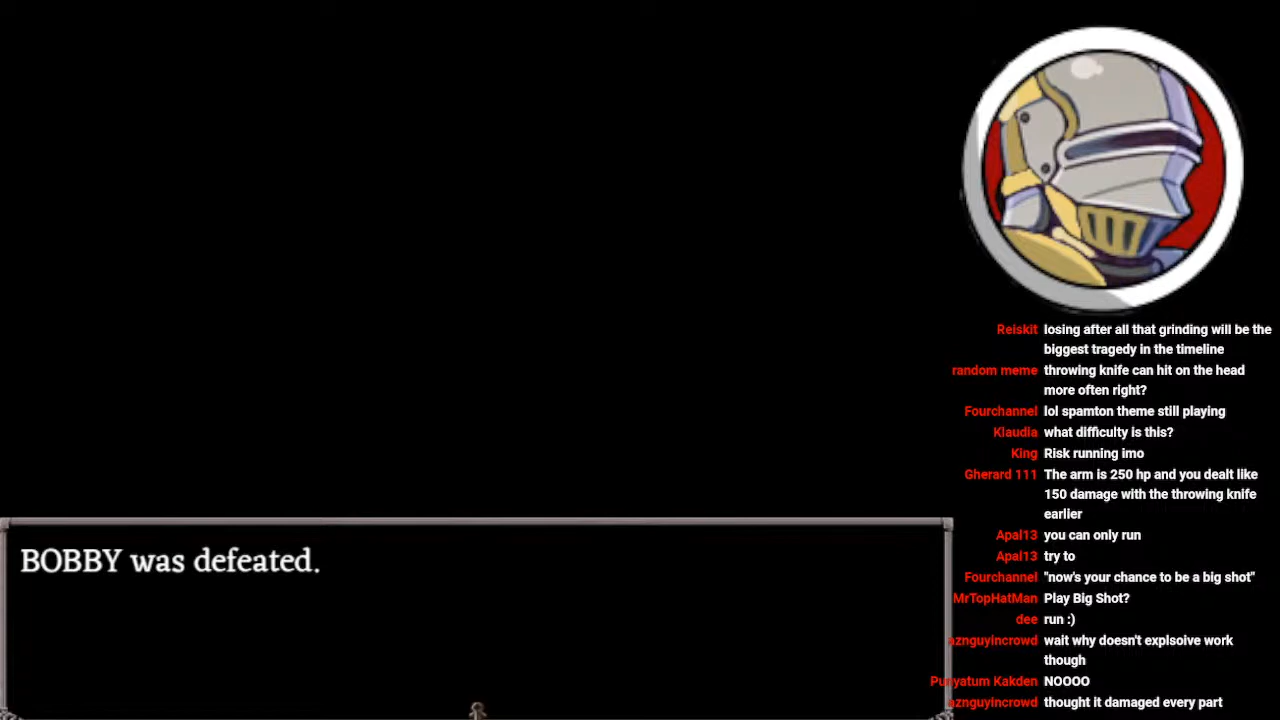 BOBBY was defeated.
Reiskit losing after all that grinding will be the
biggest tragedy in the timeline
random meme throwing knife can hit on the head
more often right?
Fourchannel lol spamton theme still playing
Klaudia what difficulty is this?
King Risk running imo
Gherard 111 The arm is 250 hp and you dealt like
150 damage with the throwing knife
earlier
Apal13 you can only run
Apal13 try to
Fourchannel "now's your chance to be a big shot"
MrTopHatMan Play Big Shot?
dee run :)
aznguyincrowd wait why doesn't explsoive work
though
Punyatum Kakden NOOOO
aznguyincrowd thought it damaged every part